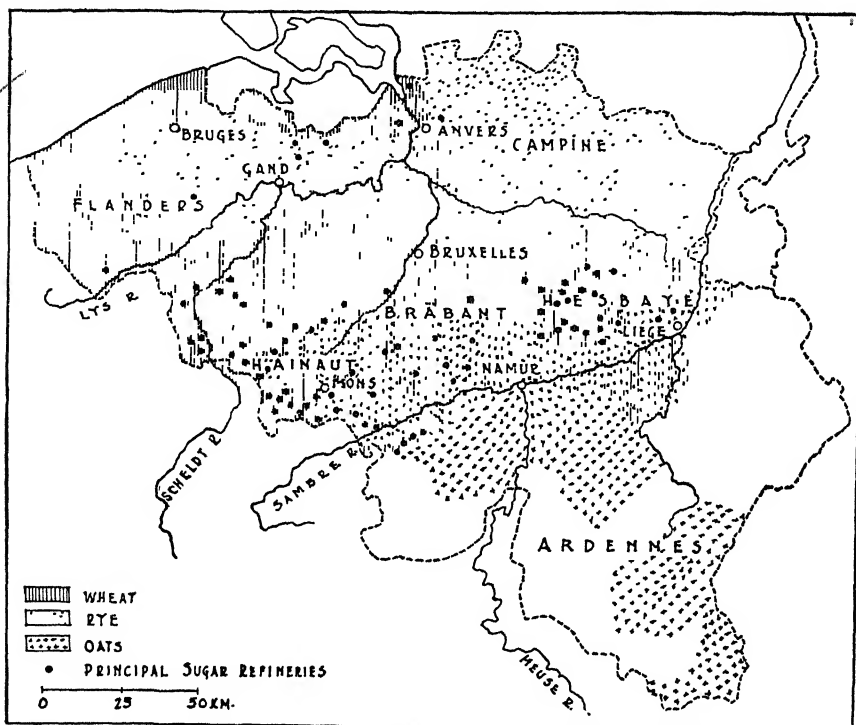 BRUGES
ANVERS
CAMPINE
GAND
FLANDERS
BRUXELLES
LYS R.
BRABANT
HESBAYE
LIÈGE
HAINAUT
MONS
NAMUR
SCHELDT R.
SAMBRE R.
ARDENNES
MEUSE R.
WHEAT
RYE
OATS
PRINCIPAL SUGAR REFINERIES
0 25 50 KM.